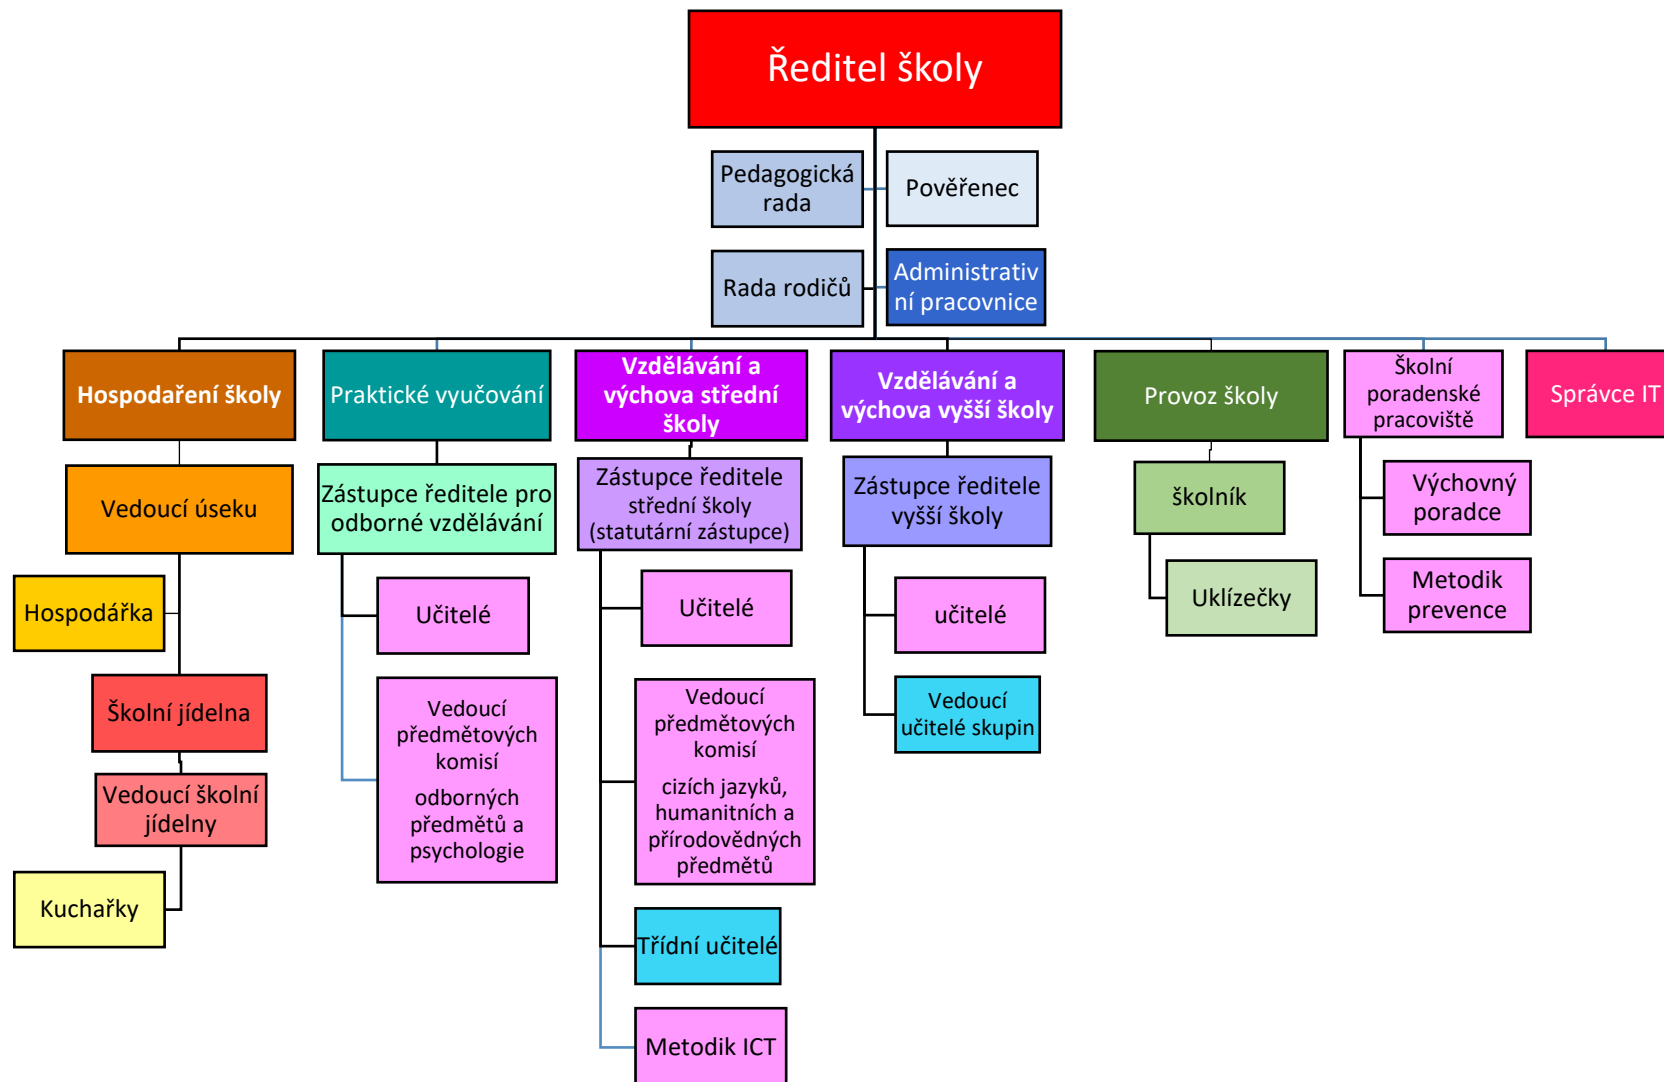 Ředitel školy
Pedagogická
rada
Pověřenec
Rada rodičů
Administrativ
ní pracovnice
Hospodaření školy
Praktické vyučování
Vzdělávání a
výchova střední
školy
Vzdělávání a
výchova vyšší školy
Provoz školy
Školní
poradenské
pracoviště
Správce IT
Vedoucí úseku
Zástupce ředitele pro
odborné vzdělávání
Zástupce ředitele
střední školy
(statutární zástupce)
Zástupce ředitele
vyšší školy
školník
Výchovný
poradce
Hospodářka
Učitelé
Učitelé
učitelé
Uklízečky
Metodik
prevence
Školní jídelna
Vedoucí
předmětových
komisí
odborných
předmětů a
psychologie
Vedoucí
předmětových
komisí
cizích jazyků,
humanitních a
přírodovědných
předmětů
Vedoucí
učitelé skupin
Vedoucí školní
jídelny
Kuchařky
Třídní učitelé
Metodik ICT